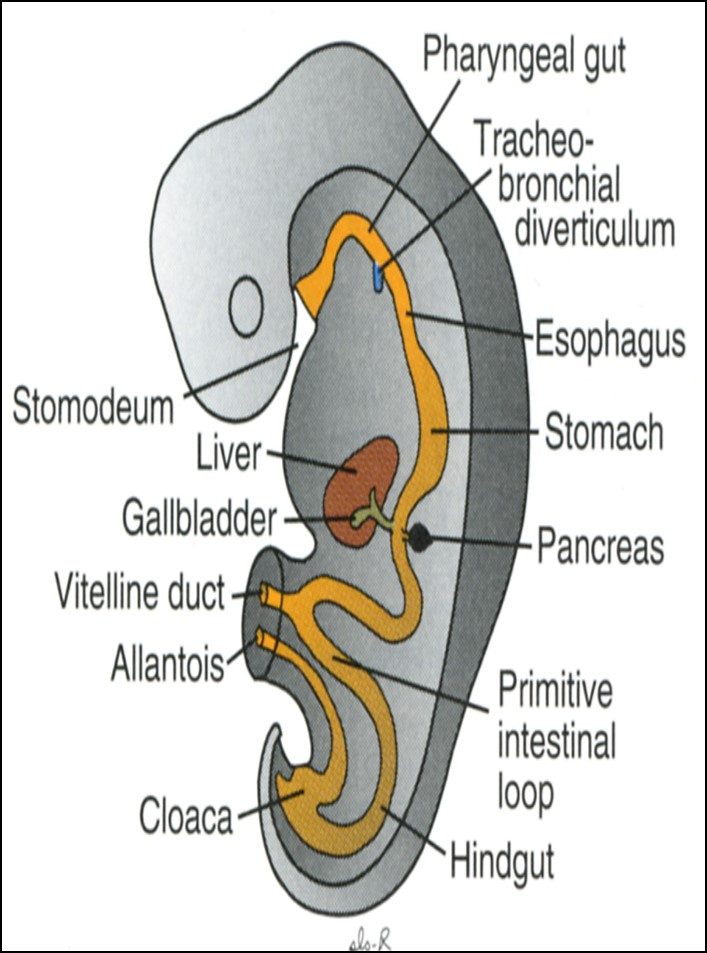 Pharyngeal gut
Tracheo-
bronchial
diverticulum
Esophagus
Stomodeum
Stomach
Liver
Gallbladder
Pancreas
Vitelline duct
Allantois
Primitive
intestinal
loop
Cloaca
Hindgut